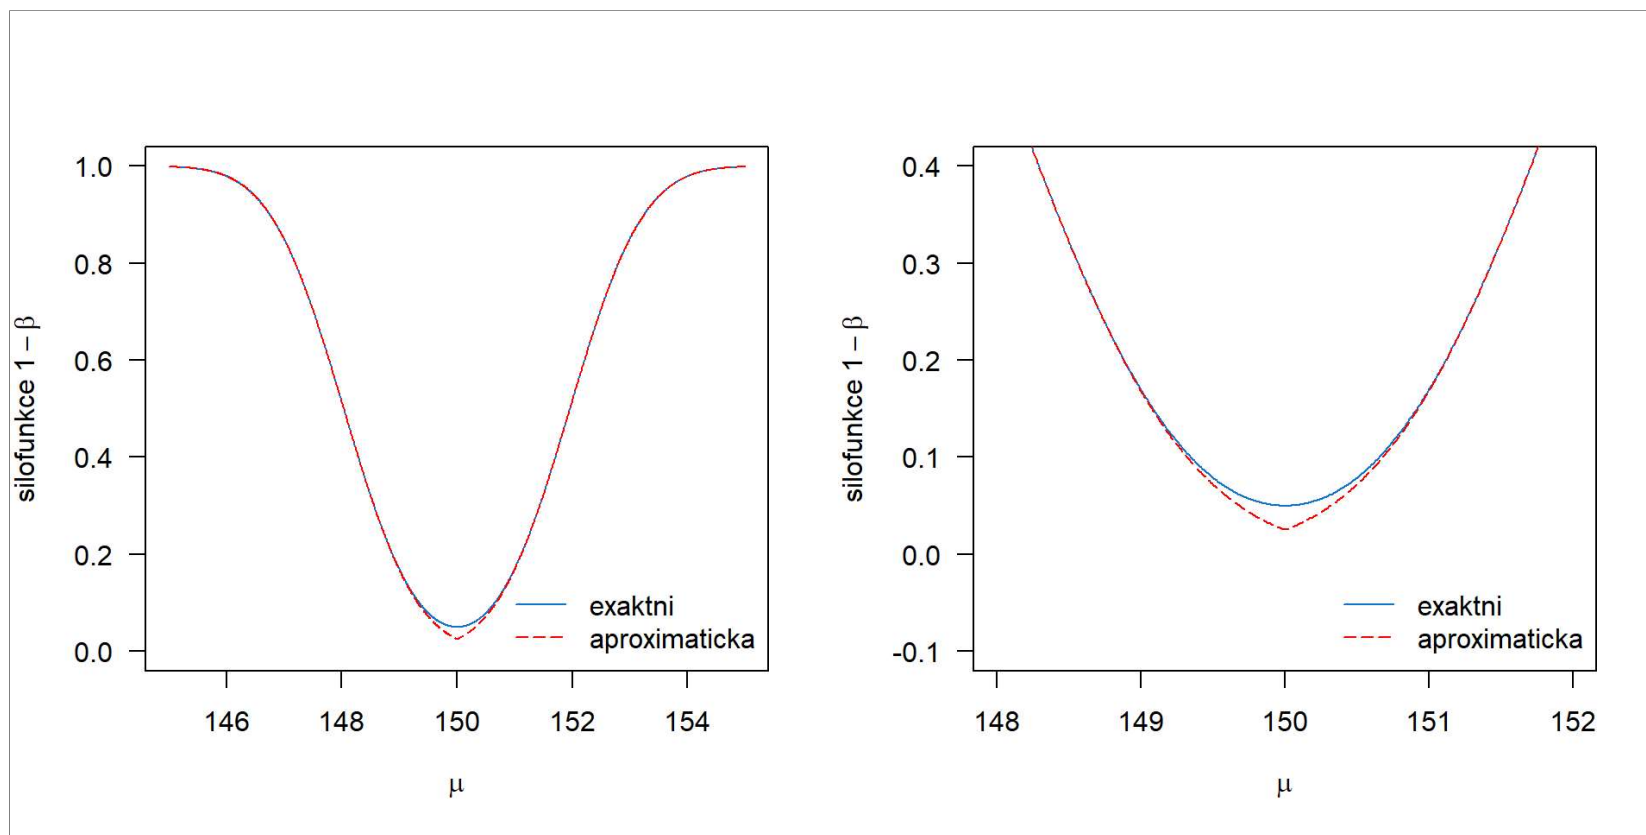 silofunkce 1 − β
1.0
0.8
0.6
0.4
0.2
0.0
146 148 150 152 154
μ
exaktni
aproximaticka
silofunkce 1 − β
0.4
0.3
0.2
0.1
0.0
-0.1
148 149 150 151 152
μ
exaktni
aproximaticka